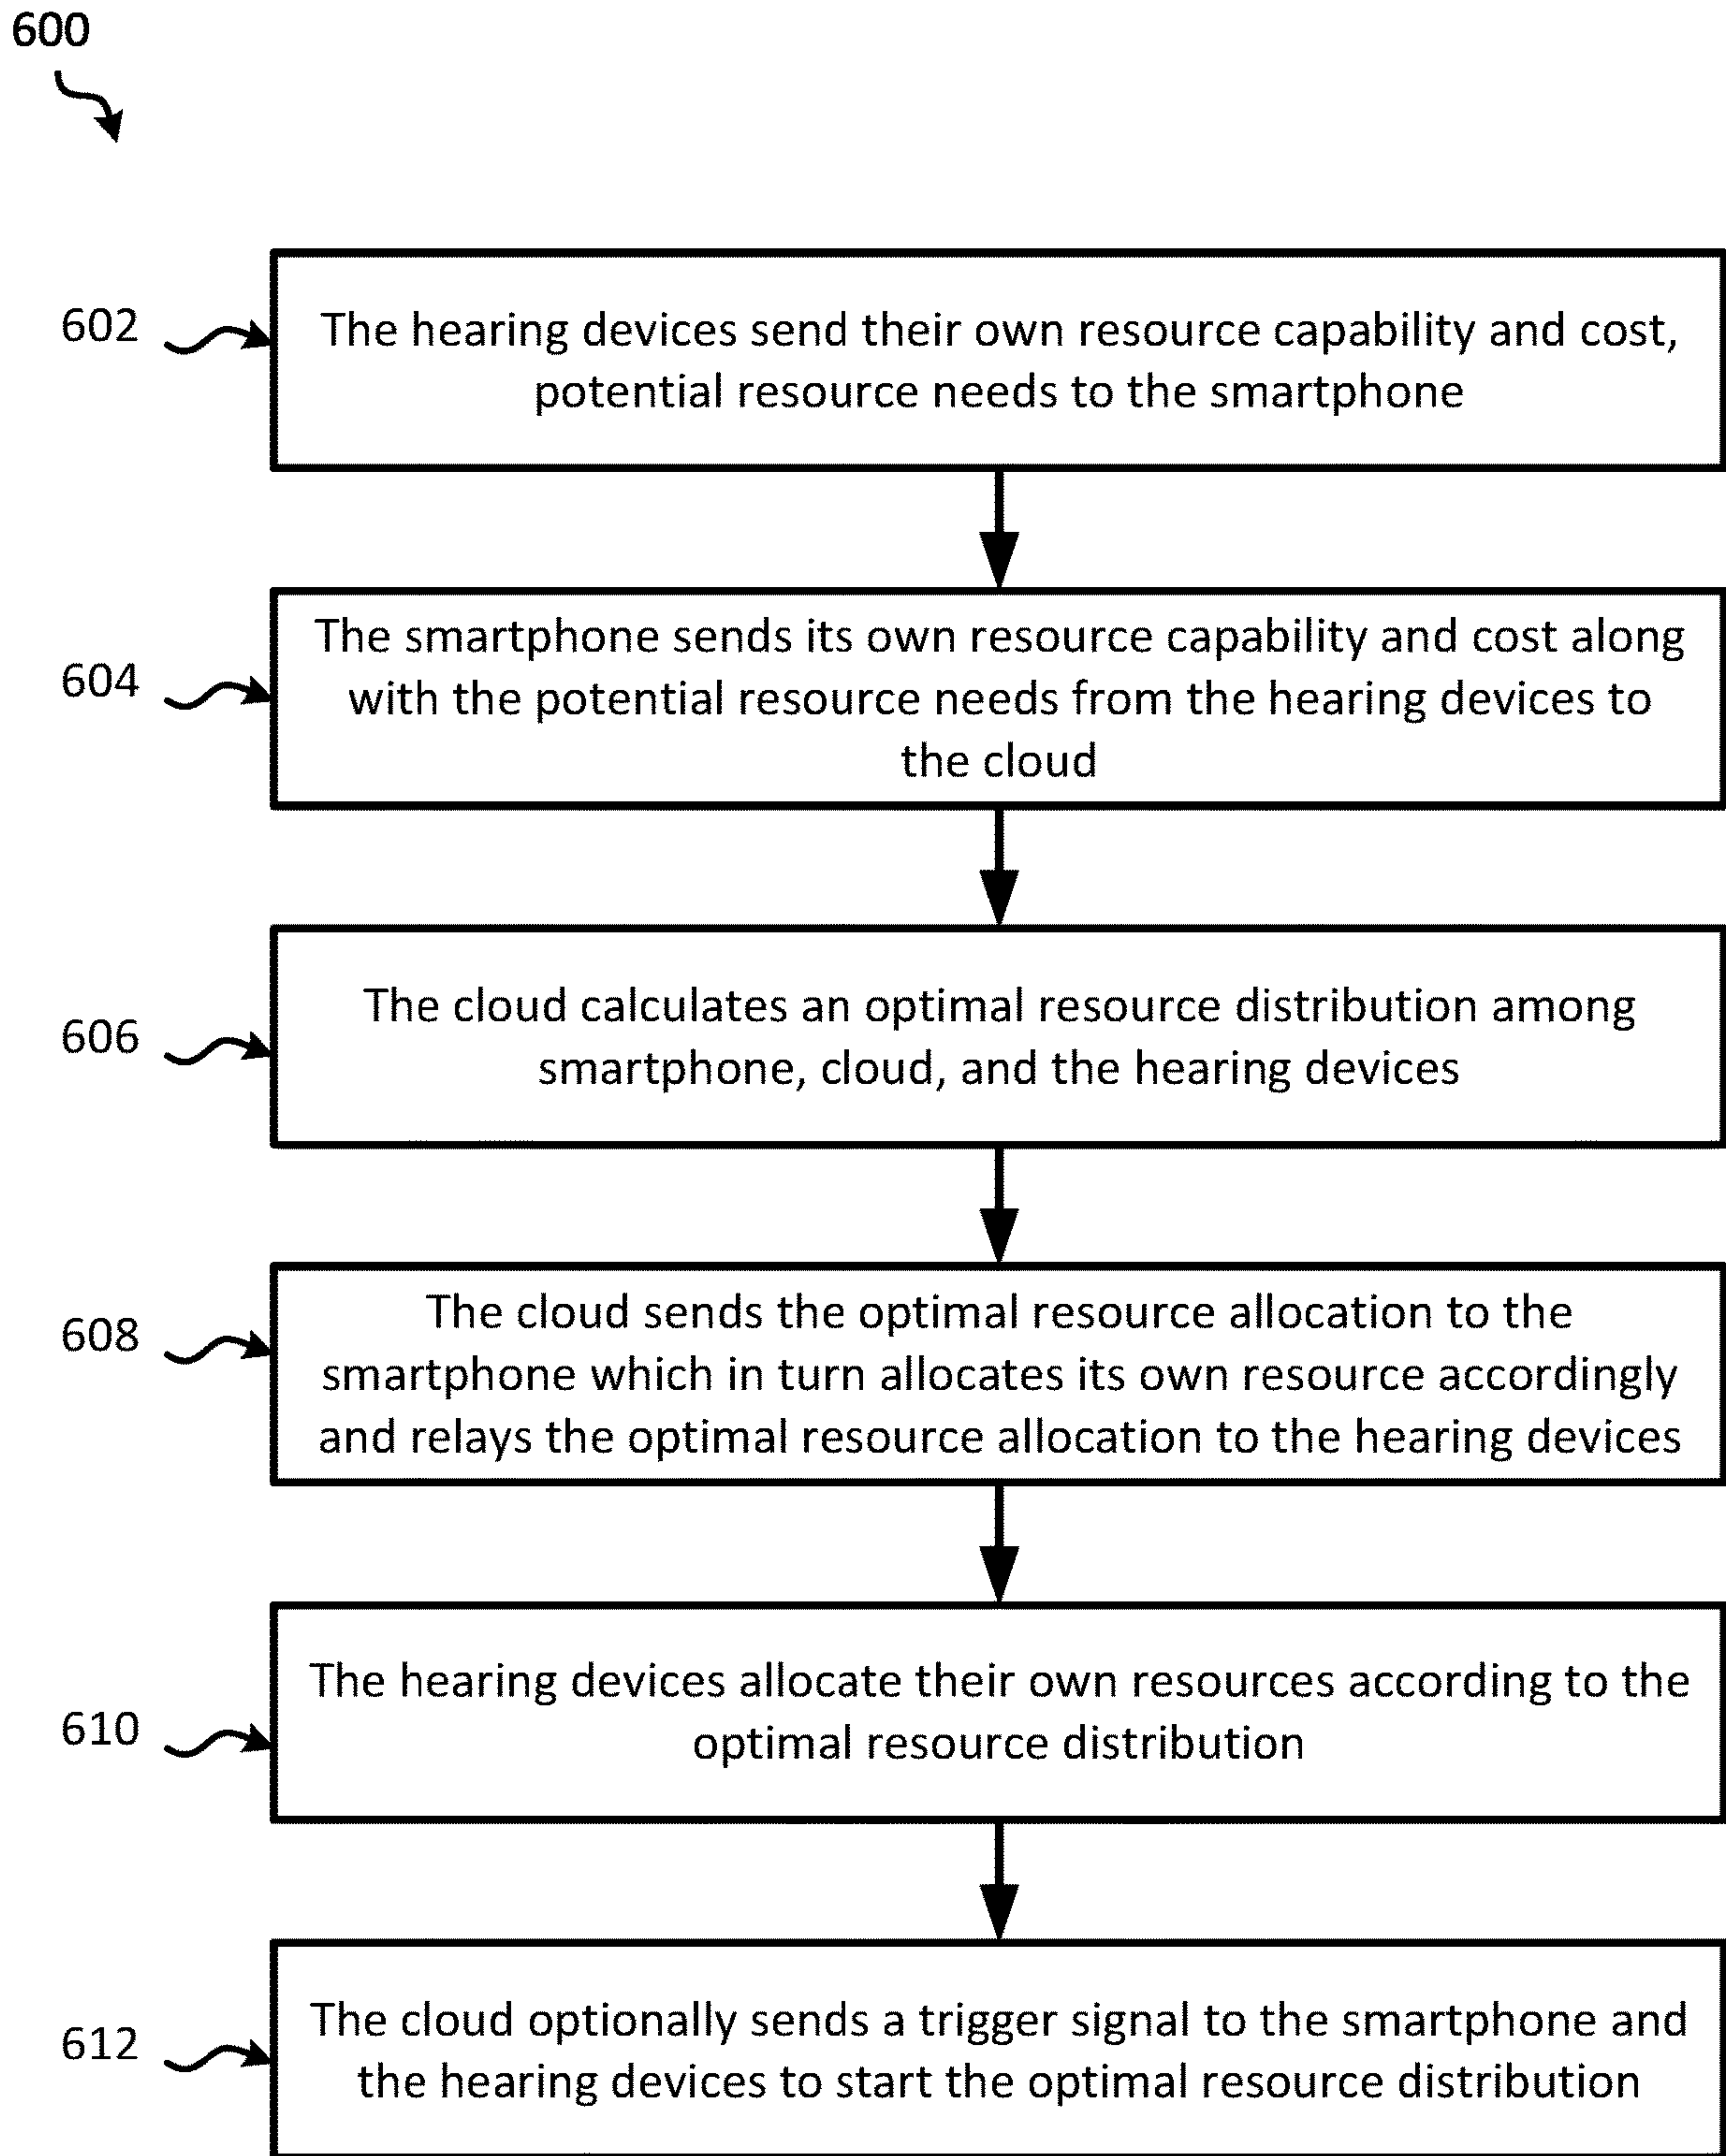 600
602
The hearing devices send their own resource capability and cost,
potential resource needs to the smartphone
604
The smartphone sends its own resource capability and cost along
with the potential resource needs from the hearing devices to
the cloud
606
The cloud calculates an optimal resource distribution among
smartphone, cloud, and the hearing devices
608
The cloud sends the optimal resource allocation to the
smartphone which in turn allocates its own resource accordingly
and relays the optimal resource allocation to the hearing devices
610
The hearing devices allocate their own resources according to the
optimal resource distribution
612
The cloud optionally sends a trigger signal to the smartphone and
the hearing devices to start the optimal resource distribution